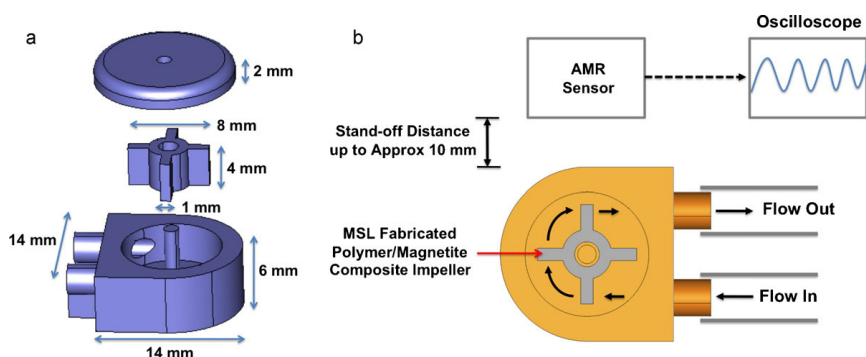 a
2 mm
8 mm
4 mm
1 mm
14 mm
6 mm
14 mm
b
Oscilloscope
AMR
Sensor
Stand-off Distance
up to Approx 10 mm
MSL Fabricated
Polymer/Magnetite
Composite Impeller
Flow Out
Flow In